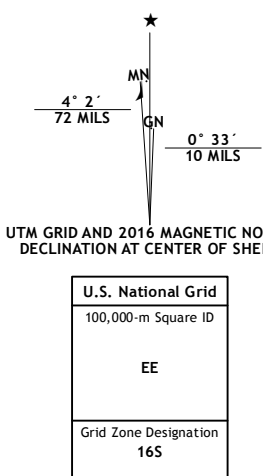 ★
MN
4° 2´
72 MILS
GN
0° 33´
10 MILS
UTM GRID AND 2016 MAGNETIC NO
DECLINATION AT CENTER OF SHE
U.S. National Grid
100,000-m Square ID
EE
Grid Zone Designation
16S